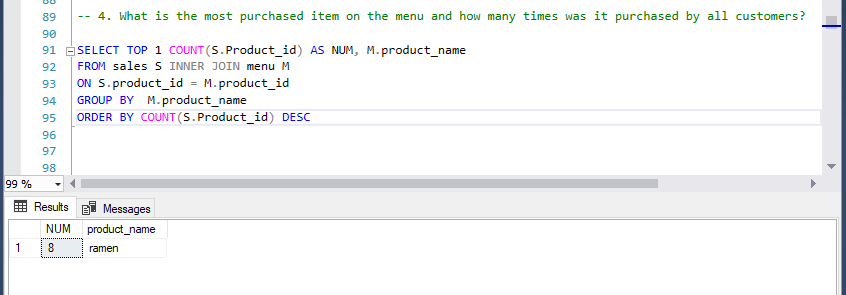 89 -- 4. What is the most purchased item on the menu and how many times was it purchased by all customers?
90
91 SELECT TOP 1 COUNT(S.Product_id) AS NUM, M.product_name
92 FROM sales S INNER JOIN menu M
93 ON S.product_id = M.product_id
94 GROUP BY  M.product_name
95 ORDER BY COUNT(S.Product_id) DESC
96
97
98
99 %
Results Messages
NUM product_name
1 8 ramen